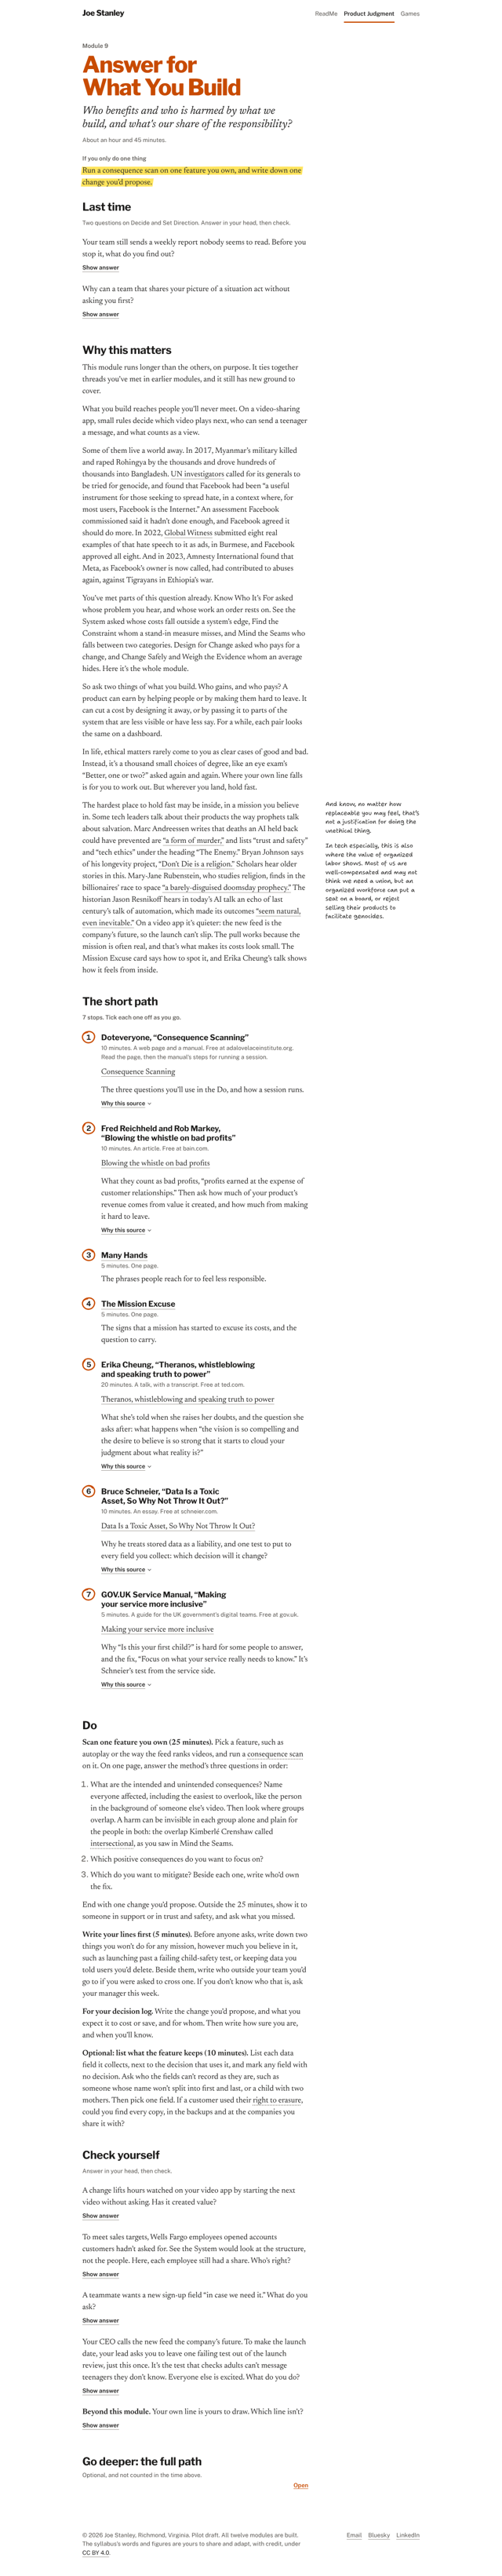 Joe Stanley
ReadMe Product Judgment Games
Module 9
Answer for
What You Build
Who benefits and who is harmed by what we
build, and what's our share of the responsibility?
About an hour and 45 minutes.
If you only do one thing
Run a consequence scan on one feature you own, and write down one
change you'd propose.
Last time
Two questions on Decide and Set Direction. Answer in your head, then check.
Your team still sends a weekly report nobody seems to read. Before you
stop it, what do you find out?
Show answer
Why can a team that shares your picture of a situation act without
asking you first?
Show answer
Why this matters
This module runs longer than the others, on purpose. It ties together
threads you've met in earlier modules, and it still has new ground to
cover.
What you build reaches people you'll never meet. On a video-sharing
app, small rules decide which video plays next, who can send a teenager
a message, and what counts as a view.
Some of them live a world away. In 2017, Myanmar's military killed
and raped Rohingya by the thousands and drove hundreds of
thousands into Bangladesh. UN investigators called for its generals to
be tried for genocide, and found that Facebook had been “a useful
instrument for those seeking to spread hate, in a context where, for
most users, Facebook is the Internet.” An assessment Facebook
commissioned said it hadn't done enough, and Facebook agreed it
should do more. In 2022, Global Witness submitted eight real
examples of that hate speech to it as ads, in Burmese, and Facebook
approved all eight. And in 2023, Amnesty International found that
Meta, as Facebook's owner is now called, had contributed to abuses
again, against Tigrayans in Ethiopia's war.
You've met parts of this question already. Know Who It's For asked
whose problem you hear, and whose work an order rests on. See the
System asked whose costs fall outside a system's edge, Find the
Constraint whom a stand-in measure misses, and Mind the Seams who
falls between two categories. Design for Change asked who pays for a
change, and Change Safely and Weigh the Evidence whom an average
hides. Here it's the whole module.
So ask two things of what you build. Who gains, and who pays? A
product can earn by helping people or by making them hard to leave. It
can cut a cost by designing it away, or by passing it to parts of the
system that are less visible or have less say. For a while, each pair looks
the same on a dashboard.
In life, ethical matters rarely come to you as clear cases of good and bad.
Instead, it's a thousand small choices of degree, like an eye exam's
“Better, one or two?” asked again and again. Where your own line falls
is for you to work out. But wherever you land, hold fast.
The hardest place to hold fast may be inside, in a mission you believe
in. Some tech leaders talk about their products the way prophets talk
about salvation. Marc Andreessen writes that deaths an AI held back
could have prevented are “a form of murder,” and lists “trust and safety”
and “tech ethics” under the heading “The Enemy.” Bryan Johnson says
of his longevity project, “Don't Die is a religion.” Scholars hear older
stories in this. Mary-Jane Rubenstein, who studies religion, finds in the
billionaires' race to space “a barely-disguised doomsday prophecy.” The
historian Jason Resnikoff hears in today's AI talk an echo of last
century's talk of automation, which made its outcomes “seem natural,
even inevitable.” On a video app it's quieter: the new feed is the
company's future, so the launch can't slip. The pull works because the
mission is often real, and that's what makes its costs look small. The
Mission Excuse card says how to spot it, and Erika Cheung's talk shows
how it feels from inside.
And know, no matter how
replaceable you may feel, that's
not a justification for doing the
unethical thing.
In tech especially, this is also
where the value of organized
labor shows. Most of us are
well-compensated and may not
think we need a union, but an
organized workforce can put a
seat on a board, or reject
selling their products to
facilitate genocides.
The short path
7 steps. Tick each one off as you go.
1
Doteveryone, “Consequence Scanning”
10 minutes. A web page and a manual. Free at adalovelaceinstitute.org.
Read the page, then the manual's steps for running a session.
Consequence Scanning
The three questions you'll use in the Do, and how a session runs.
Why this source
2
Fred Reichheld and Rob Markey,
“Blowing the whistle on bad profits”
10 minutes. An article. Free at bain.com.
Blowing the whistle on bad profits
What they count as bad profits, “profits earned at the expense of
customer relationships.” Then ask how much of your product's
revenue comes from value it created, and how much from making
it hard to leave.
Why this source
3
Many Hands
5 minutes. One page.
The phrases people reach for to feel less responsible.
4
The Mission Excuse
5 minutes. One page.
The signs that a mission has started to excuse its costs, and the
question to carry.
5
Erika Cheung, “Theranos, whistleblowing
and speaking truth to power”
20 minutes. A talk, with a transcript. Free at ted.com.
Theranos, whistleblowing and speaking truth to power
What she's told when she raises her doubts, and the question she
asks after: what happens when “the vision is so compelling and
the desire to believe is so strong that it starts to cloud your
judgment about what reality is?”
Why this source
6
Bruce Schneier, “Data Is a Toxic
Asset, So Why Not Throw It Out?”
10 minutes. An essay. Free at schneier.com.
Data Is a Toxic Asset, So Why Not Throw It Out?
Why he treats stored data as a liability, and one test to put to
every field you collect: which decision will it change?
Why this source
7
GOV.UK Service Manual, “Making
your service more inclusive”
5 minutes. A guide for the UK government's digital teams. Free at gov.uk.
Making your service more inclusive
Why “Is this your first child?” is hard for some people to answer,
and the fix, “Focus on what your service really needs to know.” It's
Schneier's test from the service side.
Why this source
Do
Scan one feature you own (25 minutes). Pick a feature, such as
autoplay or the way the feed ranks videos, and run a consequence scan
on it. On one page, answer the method's three questions in order:
1. What are the intended and unintended consequences? Name
everyone affected, including the easiest to overlook, like the person
in the background of someone else's video. Then look where groups
overlap. A harm can be invisible in each group alone and plain for
the people in both: the overlap Kimberlé Crenshaw called
intersectional, as you saw in Mind the Seams.
2. Which positive consequences do you want to focus on?
3. Which do you want to mitigate? Beside each one, write who'd own
the fix.
End with one change you'd propose. Outside the 25 minutes, show it to
someone in support or in trust and safety, and ask what you missed.
Write your lines first (5 minutes). Before anyone asks, write down two
things you won't do for any mission, however much you believe in it,
such as launching past a failing child-safety test, or keeping data you
told users you'd delete. Beside them, write who outside your team you'd
go to if you were asked to cross one. If you don't know who that is, ask
your manager this week.
For your decision log. Write the change you'd propose, and what you
expect it to cost or save, and for whom. Then write how sure you are,
and when you'll know.
Optional: list what the feature keeps (10 minutes). List each data
field it collects, next to the decision that uses it, and mark any field with
no decision. Ask who the fields can't record as they are, such as
someone whose name won't split into first and last, or a child with two
mothers. Then pick one field. If a customer used their right to erasure,
could you find every copy, in the backups and at the companies you
share it with?
Check yourself
Answer in your head, then check.
A change lifts hours watched on your video app by starting the next
video without asking. Has it created value?
Show answer
To meet sales targets, Wells Fargo employees opened accounts
customers hadn't asked for. See the System would look at the structure,
not the people. Here, each employee still had a share. Who's right?
Show answer
A teammate wants a new sign-up field “in case we need it.” What do you
ask?
Show answer
Your CEO calls the new feed the company's future. To make the launch
date, your lead asks you to leave one failing test out of the launch
review, just this once. It's the test that checks adults can't message
teenagers they don't know. Everyone else is excited. What do you do?
Show answer
Beyond this module. Your own line is yours to draw. Which line isn't?
Show answer
Go deeper: the full path
Optional, and not counted in the time above.
Open
© 2026 Joe Stanley, Richmond, Virginia. Pilot draft. All twelve modules are built.
The syllabus's words and figures are yours to share and adapt, with credit, under
CC BY 4.0.
Email Bluesky LinkedIn